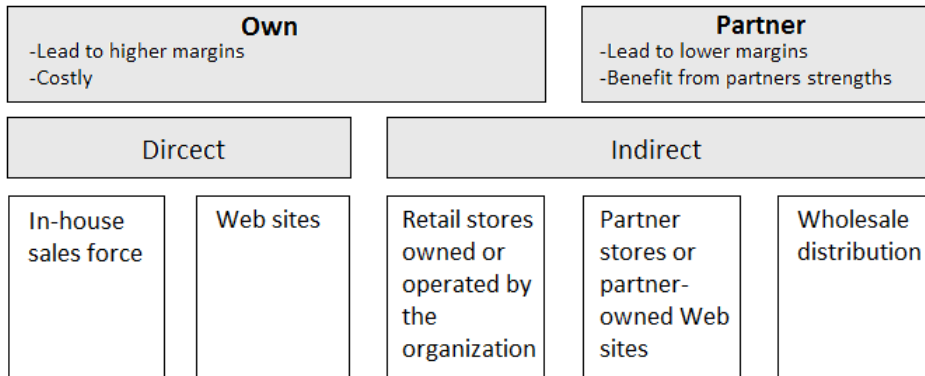 Own
-Lead to higher margins
-Costly
Partner
-Lead to lower margins
-Benefit from partners strengths
Dircect
Indirect
In-house
sales force
Web sites
Retail stores
owned or
operated by
the
organization
Partner
stores or
partner-
owned Web
sites
Wholesale
distribution